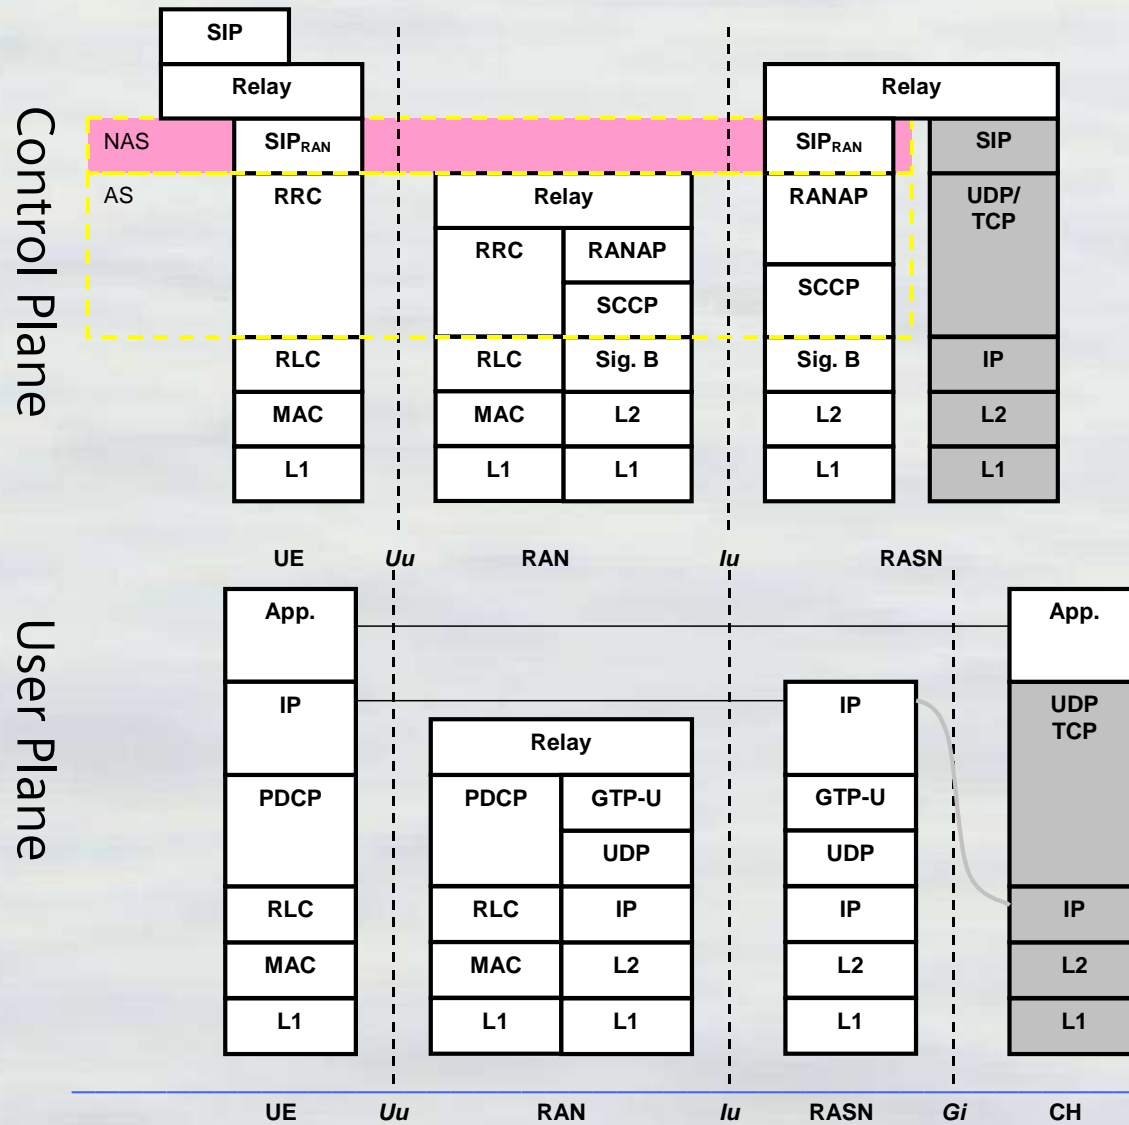 Control Plane
SIP
Relay
Relay
NAS
SIPRAN
SIPRAN
SIP
AS
RRC
Relay
RANAP
UDP/
TCP
RRC
RANAP
SCCP
SCCP
RLC
RLC
Sig. B
Sig. B
IP
MAC
MAC
L2
L2
L2
L1
L1
L1
L1
L1
UE
Uu
RAN
Iu
RASN
User Plane
App.
App.
IP
IP
UDP
TCP
Relay
PDCP
PDCP
GTP-U
GTP-U
UDP
UDP
RLC
RLC
IP
IP
IP
MAC
MAC
L2
L2
L2
L1
L1
L1
L1
L1
UE
Uu
RAN
Iu
RASN
Gi
CH